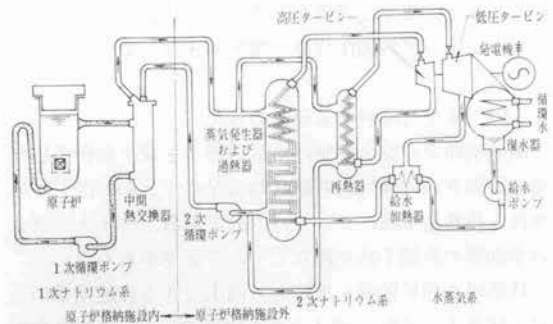 高圧タービン
低圧タービン
発電機
循環水
復水器
蒸気発生器
および
過熱器
再熱器
給水
加熱器
給水
ポンプ
原子炉
中間
熱交換器
2次
循環ポンプ
1次循環ポンプ
1次ナトリウム系
2次ナトリウム系
水蒸気系
原子炉格納施設内
原子炉格納施設外